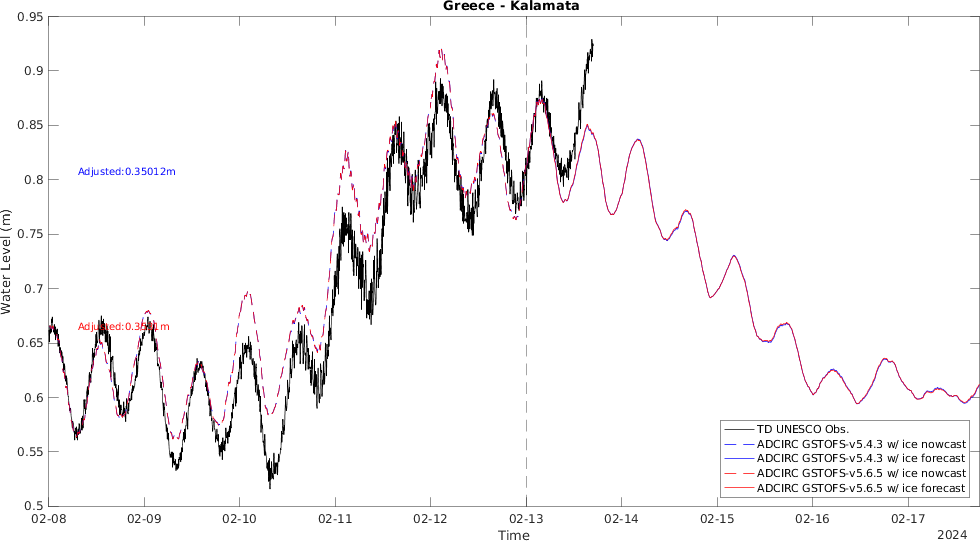 Greece - Kalamata
0.95
0.9
0.85
0.8
0.75
0.7
0.65
0.6
0.55
0.5
Water Level (m)
Adjusted:0.35012m
TD UNESCO Obs.
ADCIRC GSTOFS-v5.4.3 w/ ice nowcast
ADCIRC GSTOFS-v5.4.3 w/ ice forecast
ADCIRC GSTOFS-v5.6.5 w/ ice nowcast
ADCIRC GSTOFS-v5.6.5 w/ ice forecast
02-08 02-09 02-10 02-11 02-12 02-13 02-14 02-15 02-16 02-17
Time
2024